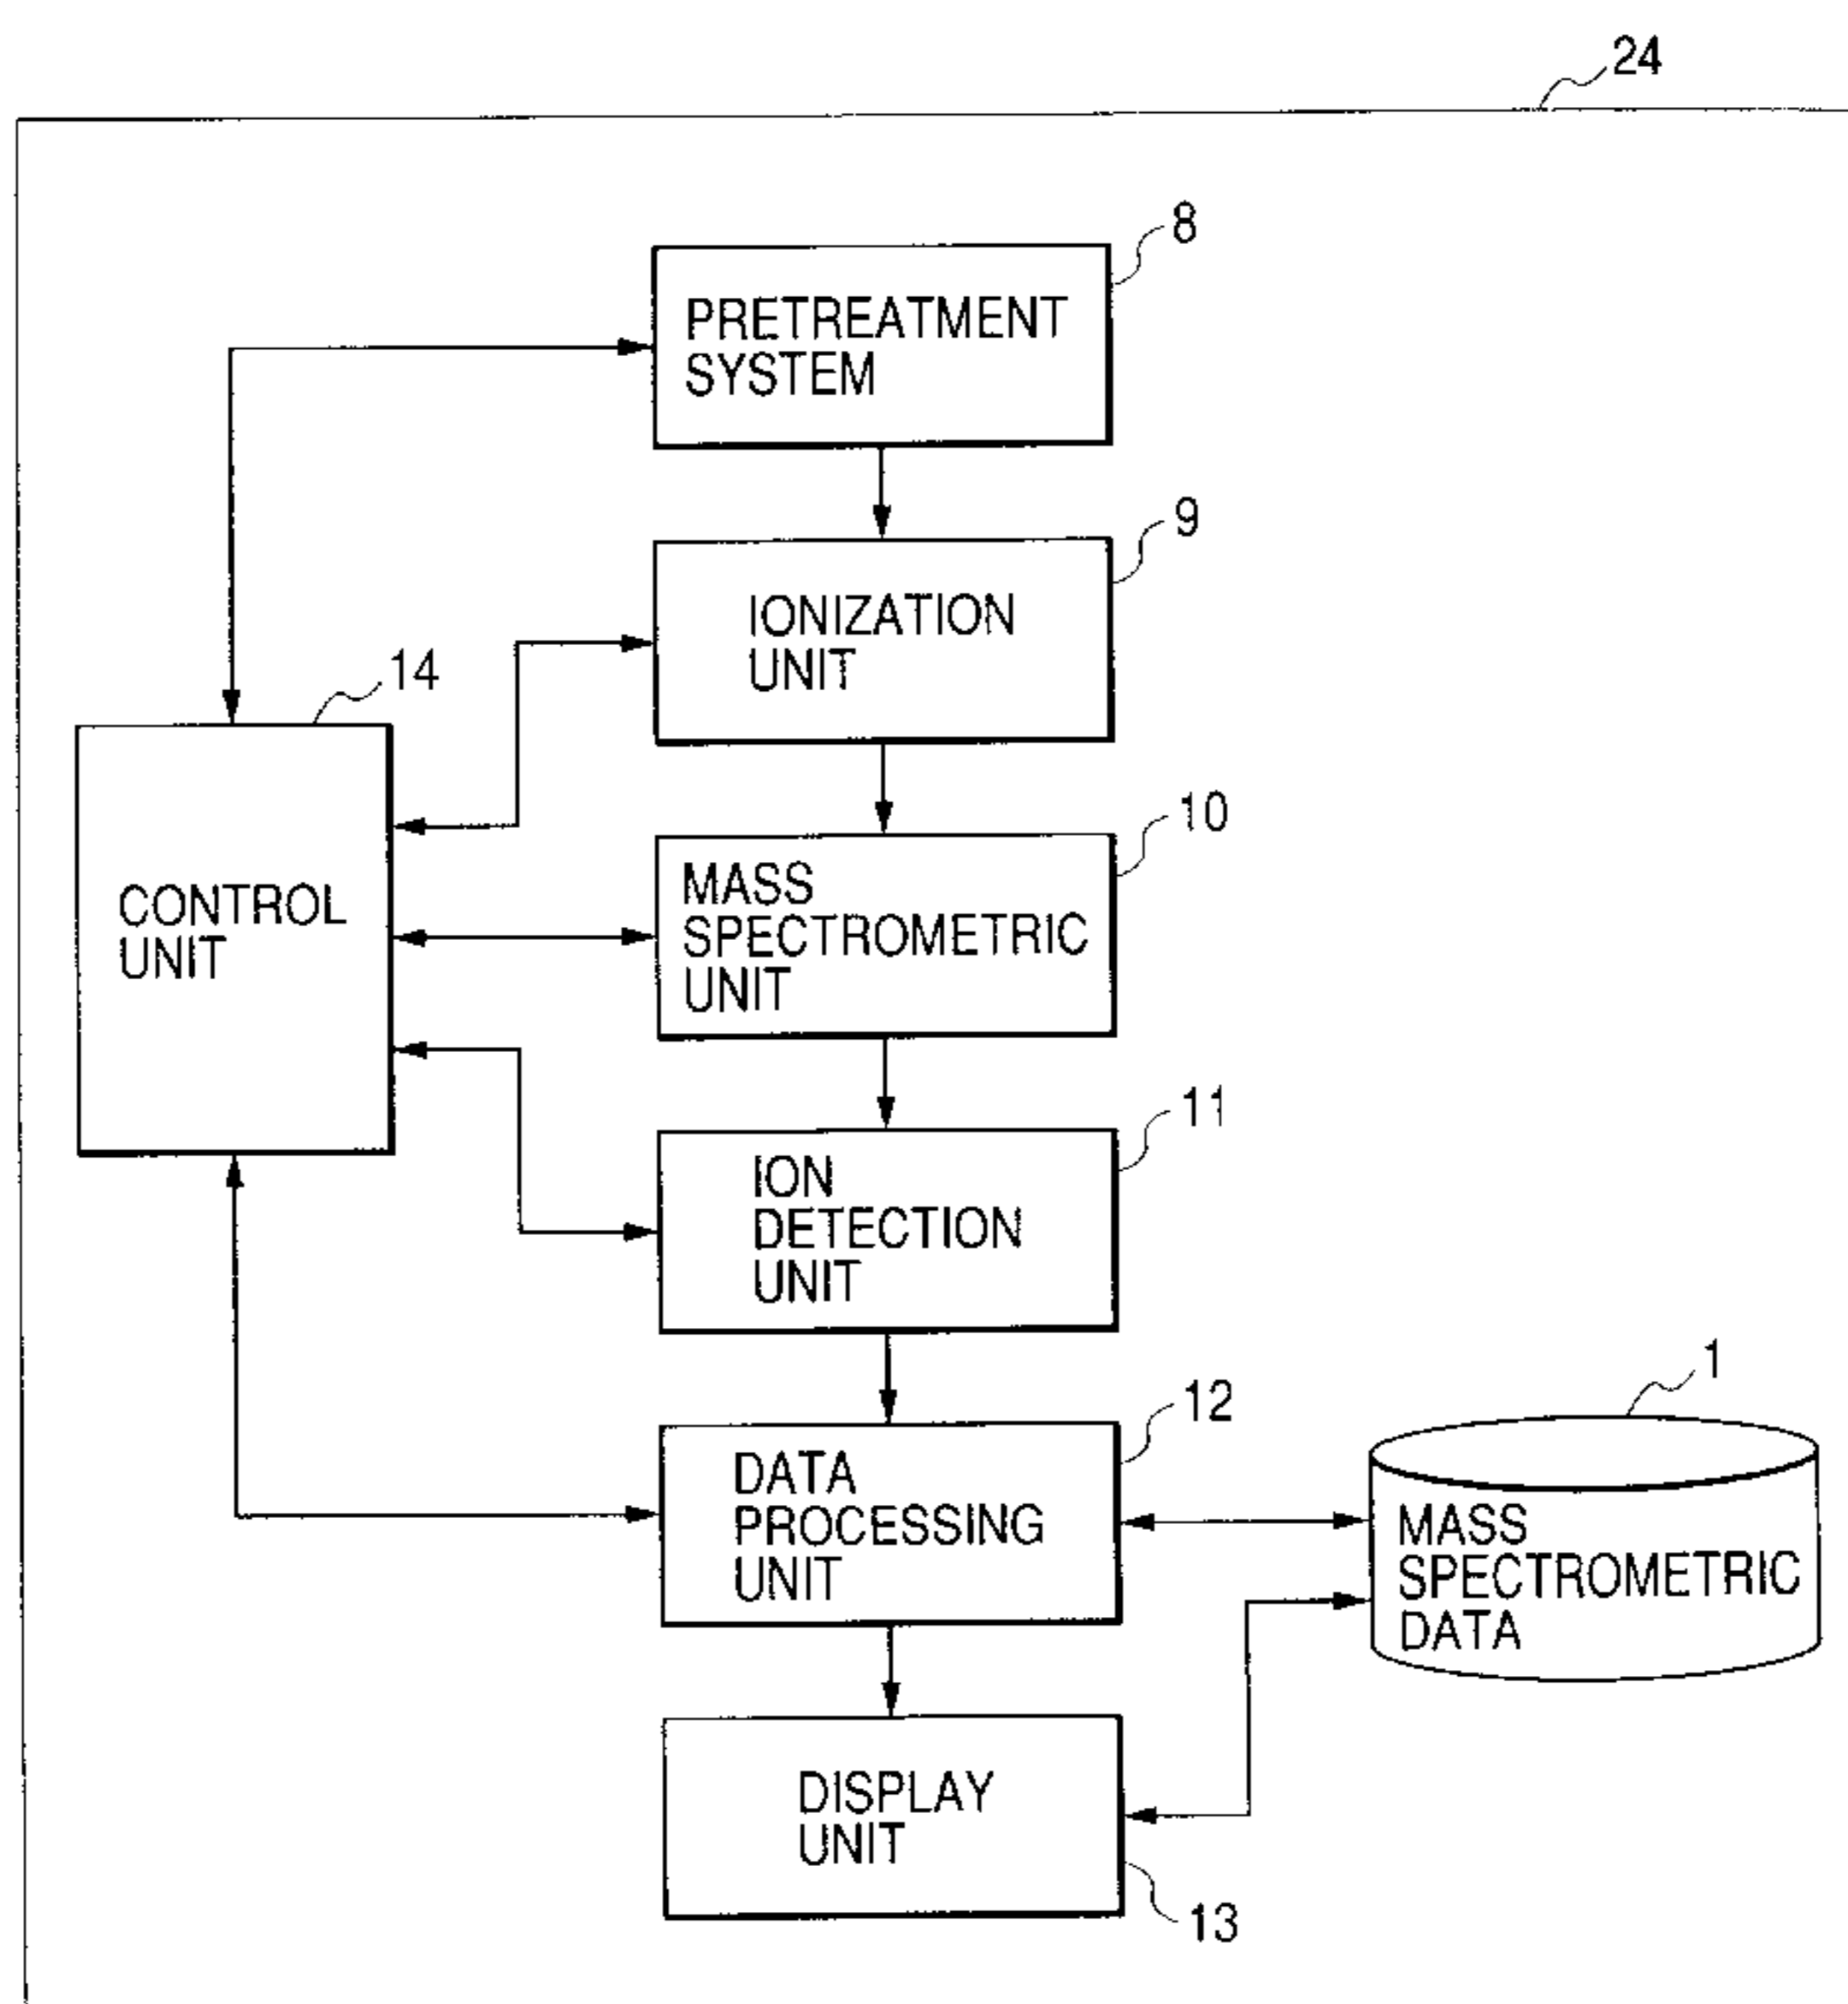 24
8
PRETREATMENT
SYSTEM
9
IONIZATION
UNIT
14
CONTROL
UNIT
10
MASS
SPECTROMETRIC
UNIT
11
ION
DETECTION
UNIT
12
DATA
PROCESSING
UNIT
1
MASS
SPECTROMETRIC
DATA
DISPLAY
UNIT
13